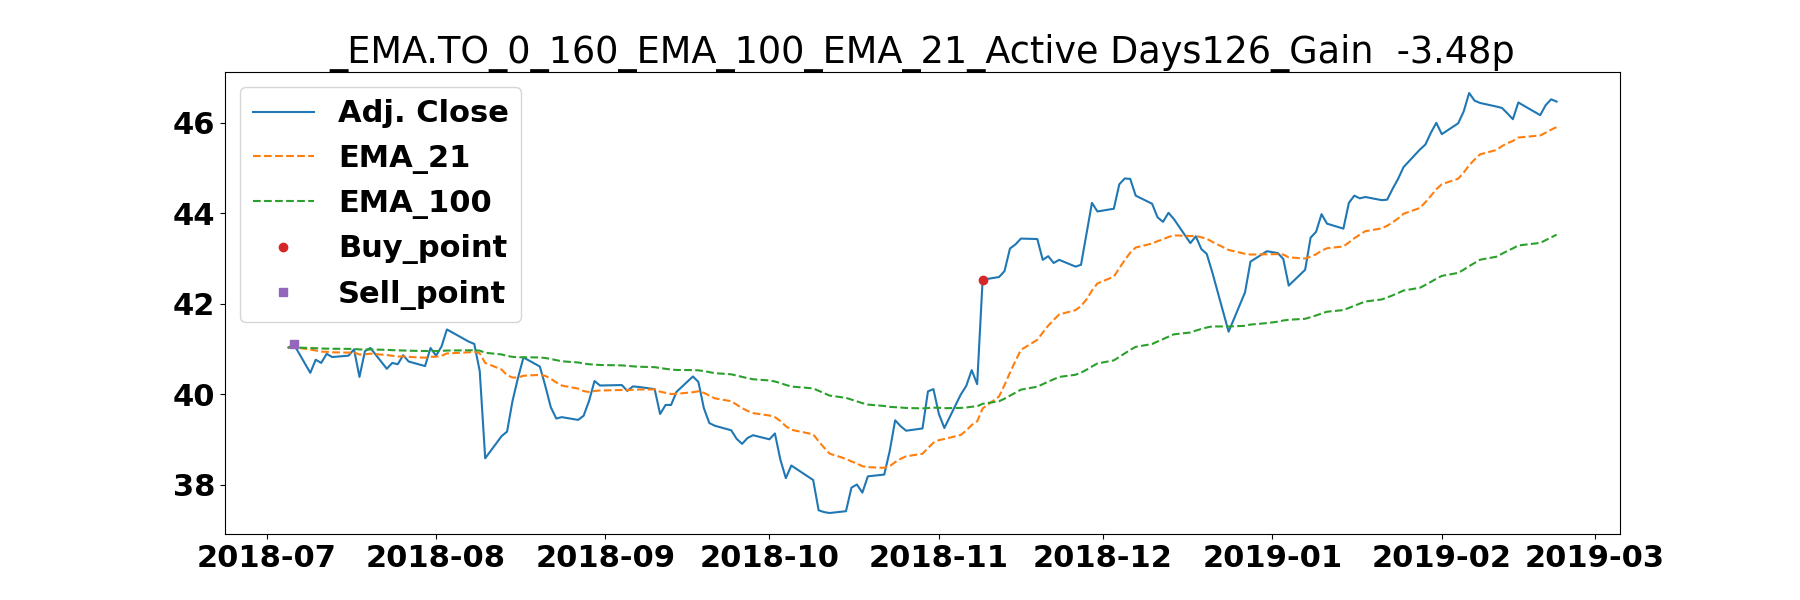 _EMA.TO_0_160_EMA_100_EMA_21_Active Days126_Gain  -3.48p
Adj. Close
EMA_21
EMA_100
Buy_point
Sell_point
46
44
42
40
38
2018-07 2018-08 2018-09 2018-10 2018-11 2018-12 2019-01 2019-02 2019-03